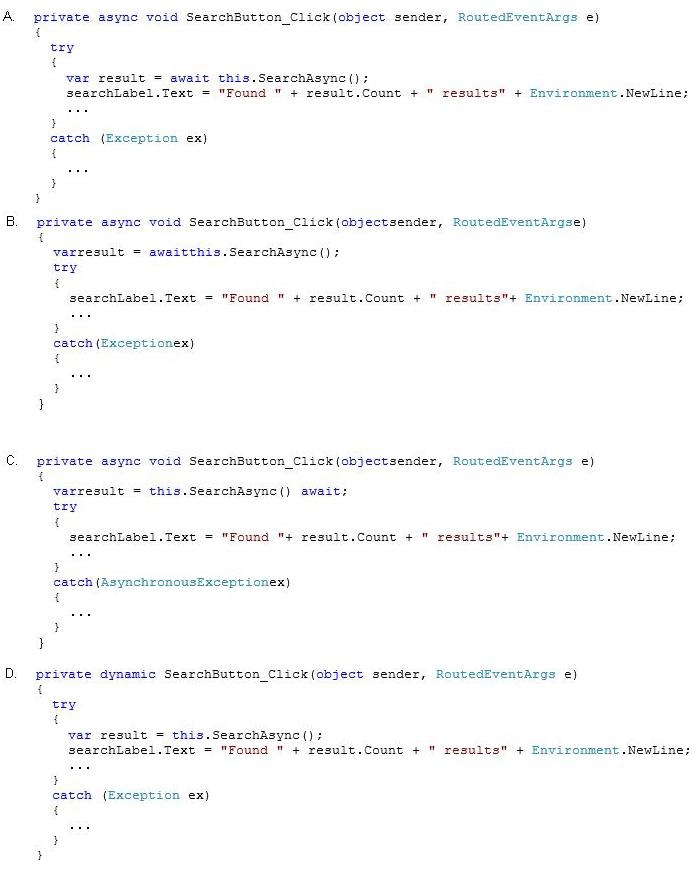 A. private async void SearchButton_Click(object sender, RoutedEventArgs e)
{
try
{
var result = await this.SearchAsync();
searchLabel.Text = "Found " + result.Count + " results" + Environment.NewLine;
...
}
catch (Exception ex)
{
...
}
}
B. private async void SearchButton_Click(objectsender, RoutedEventArgse)
{
varresult = awaitthis.SearchAsync();
try
{
searchLabel.Text = "Found " + result.Count + " results"+ Environment.NewLine;
...
}
catch(Exceptionex)
{
...
}
}
C. private async void SearchButton_Click(objectsender, RoutedEventArgs e)
{
varresult = this.SearchAsync() await;
try
{
searchLabel.Text = "Found "+ result.Count + " results"+ Environment.NewLine;
...
}
catch(AsynchronousExceptionex)
{
...
}
}
D. private dynamic SearchButton_Click(object sender, RoutedEventArgs e)
{
try
{
var result = this.SearchAsync();
searchLabel.Text = "Found " + result.Count + " results" + Environment.NewLine;
...
}
catch (Exception ex)
{
...
}
}